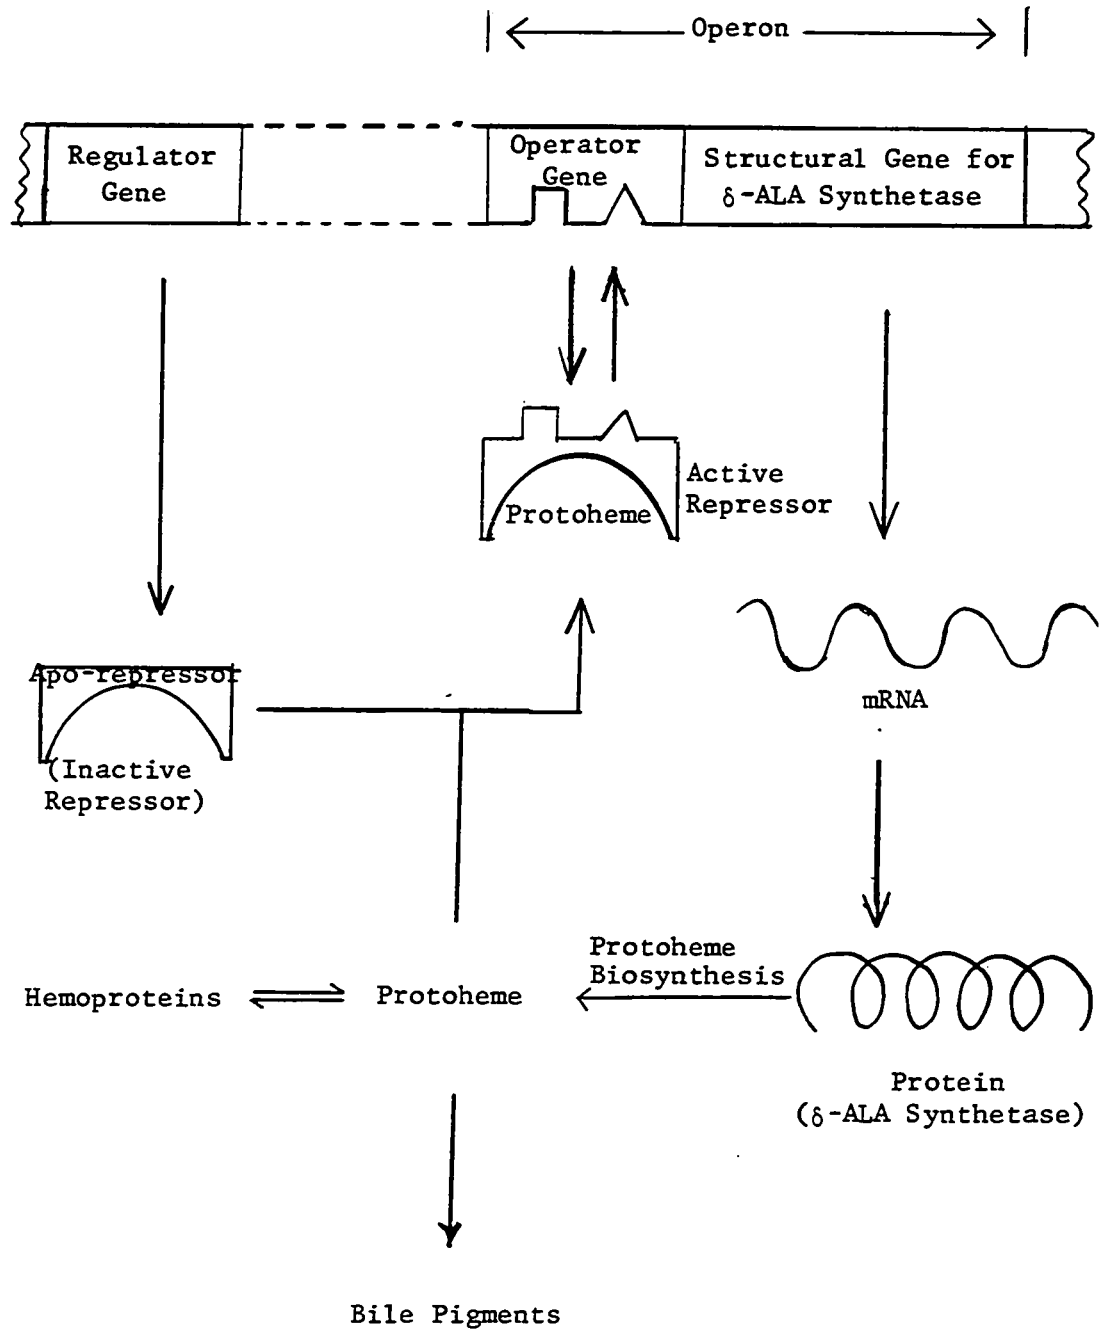 Operon
Regulator
Gene
Operator
Gene
Structural Gene for
δ-ALA Synthetase
Protoheme
Active
Repressor
Apo-repressor
(Inactive
Repressor)
mRNA
Hemoproteins
Protoheme
Protoheme
Biosynthesis
Protein
(δ-ALA Synthetase)
Bile Pigments